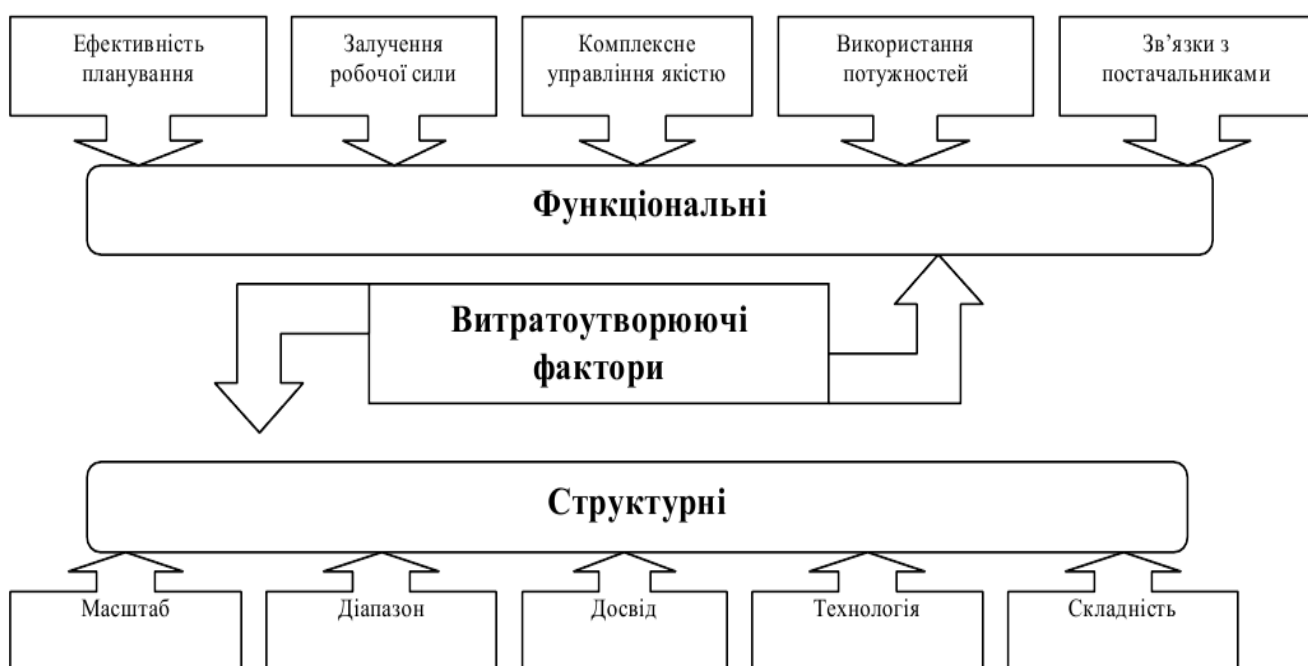 Ефективність
планування
Залучення
робочої сили
Комплексне
управління якістю
Використання
потужностей
Зв’язки з
постачальниками
Функціональні
Витратоутворюючі
фактори
Структурні
Масштаб
Діапазон
Досвід
Технологія
Складність